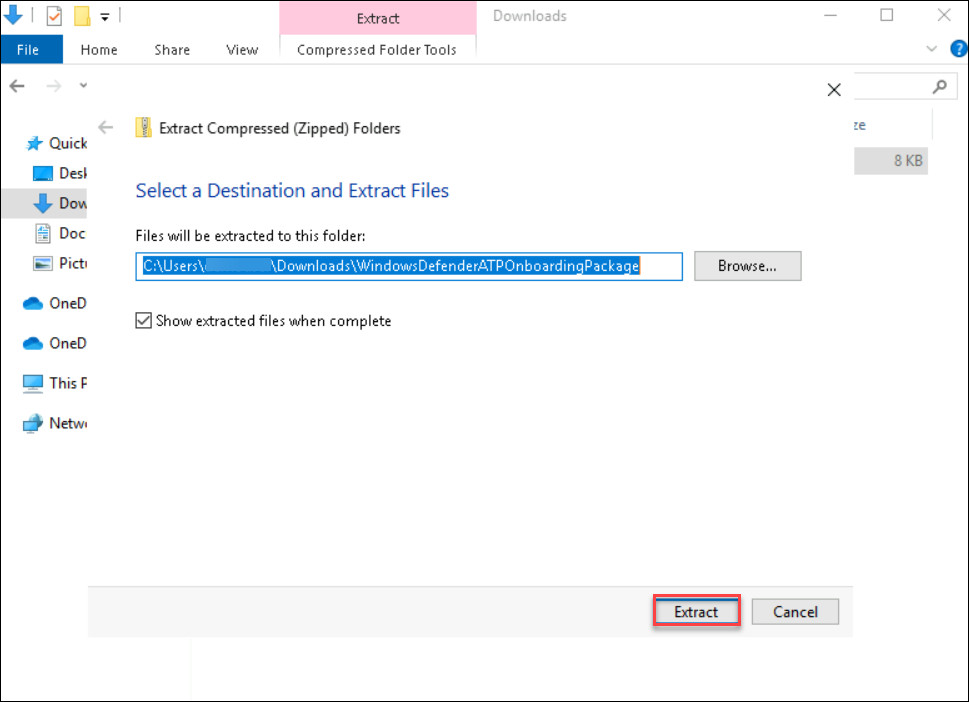 Extract
Downloads
File
Home
Share
View
Compressed Folder Tools
?
Extract Compressed (Zipped) Folders
ze
Quick
Desk
8 KB
Select a Destination and Extract Files
Dow
Doc
Files will be extracted to this folder:
Pictu
C:\Users\ \Downloads\WindowsDefenderATPOnboardingPackage
Browse...
OneD
Show extracted files when complete
OneD
This P
Netwo
Extract
Cancel